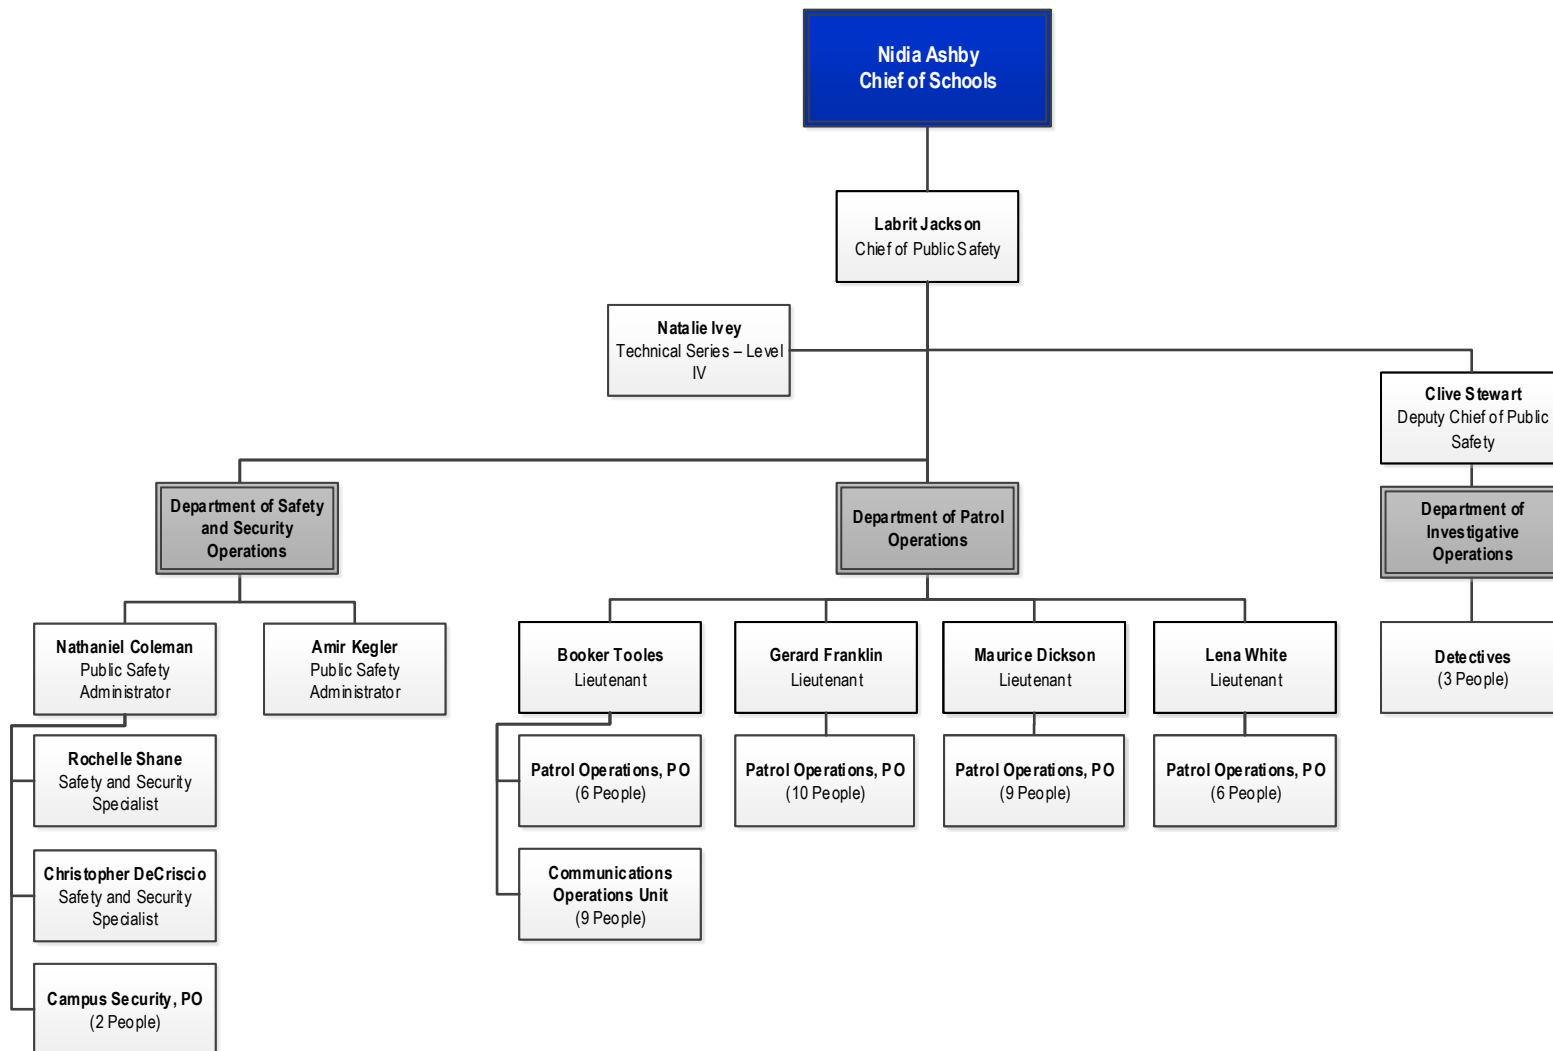 Nidia Ashby
Chief of Schools
Labrit Jackson
Chief of Public Safety
Natalie Ivey
Technical Series – Level
IV
Clive Stewart
Deputy Chief of Public
Safety
Department of Safety
and Security
Operations
Department of Patrol
Operations
Department of
Investigative
Operations
Nathaniel Coleman
Public Safety
Administrator
Amir Kegler
Public Safety
Administrator
Booker Tooles
Lieutenant
Gerard Franklin
Lieutenant
Maurice Dickson
Lieutenant
Lena White
Lieutenant
Detectives
(3 People)
Rochelle Shane
Safety and Security
Specialist
Patrol Operations, PO
(6 People)
Patrol Operations, PO
(10 People)
Patrol Operations, PO
(9 People)
Patrol Operations, PO
(6 People)
Christopher DeCriscio
Safety and Security
Specialist
Communications
Operations Unit
(9 People)
Campus Security, PO
(2 People)